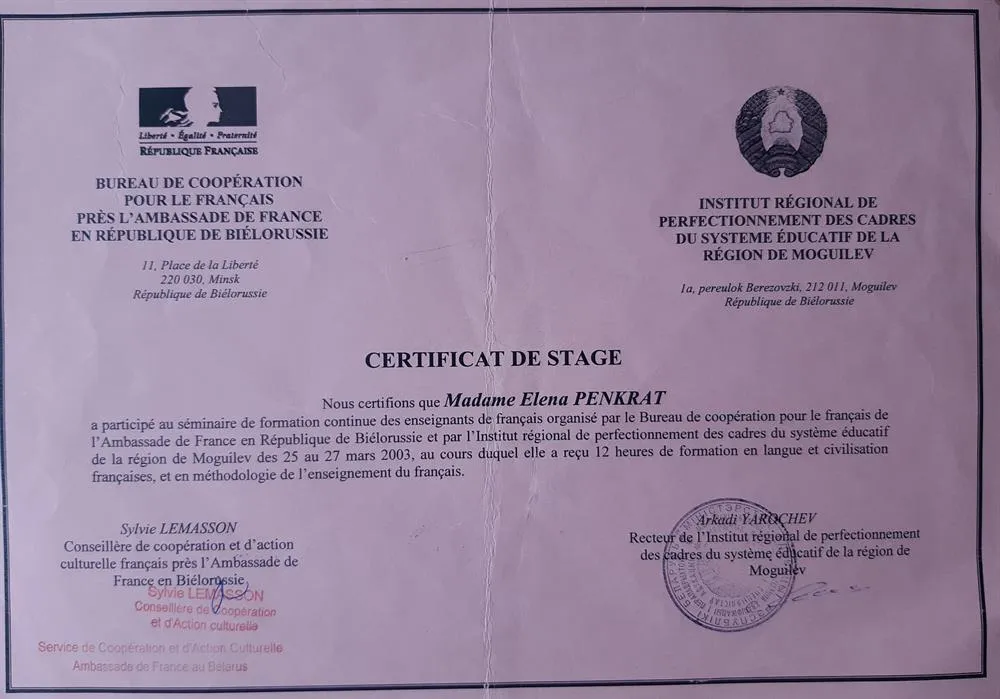 Liberté • Égalité • Fraternité
RÉPUBLIQUE FRANÇAISE
BUREAU DE COOPÉRATION
POUR LE FRANÇAIS
PRÈS L'AMBASSADE DE FRANCE
EN RÉPUBLIQUE DE BIÉLORUSSIE
11, Place de la Liberté
220 030, Minsk
République de Biélorussie
INSTITUT RÉGIONAL DE
PERFECTIONNEMENT DES CADRES
DU SYSTEME ÉDUCATIF DE LA
RÉGION DE MOGUILEV
1a, pereulok Berezovzki, 212 011, Moguilev
République de Biélorussie
CERTIFICAT DE STAGE
Nous certifions que Madame Elena PENKRAT
a participé au séminaire de formation continue des enseignants de français organisé par le Bureau de coopération pour le français de
l'Ambassade de France en République de Biélorussie et par l'Institut régional de perfectionnement des cadres du système éducatif
de la région de Moguilev des 25 au 27 mars 2003, au cours duquel elle a reçu 12 heures de formation en langue et civilisation
françaises, et en méthodologie de l'enseignement du français.
Sylvie LEMASSON
Conseillère de coopération et d'action
culturelle français près l'Ambassade de
France en Biélorussie
Sylvie LEMASSON
Conseillère de Coopération
et d'Action culturelle
Service de Coopération et d'Action Culturelle
Ambassade de France au Bélarus
Arkadi YAROCHEV
Recteur de l'Institut régional de perfectionnement
des cadres du système éducatif de la région de
Moguilev